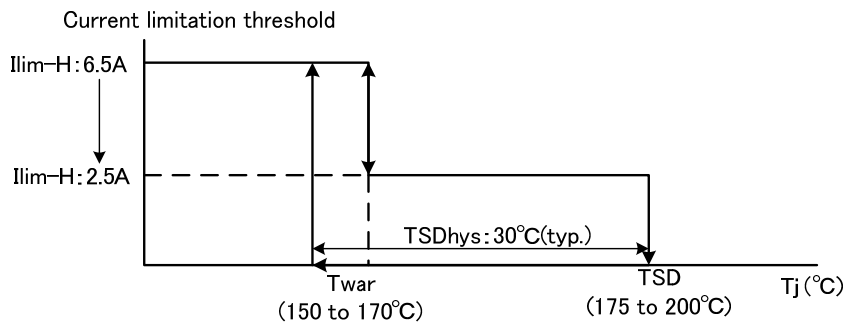 Current limitation threshold
Ilim-H:6.5A
Ilim-H:2.5A
TSDhys:30℃(typ.)
Twar
(150 to 170℃)
TSD
(175 to 200℃)
Tj(℃)